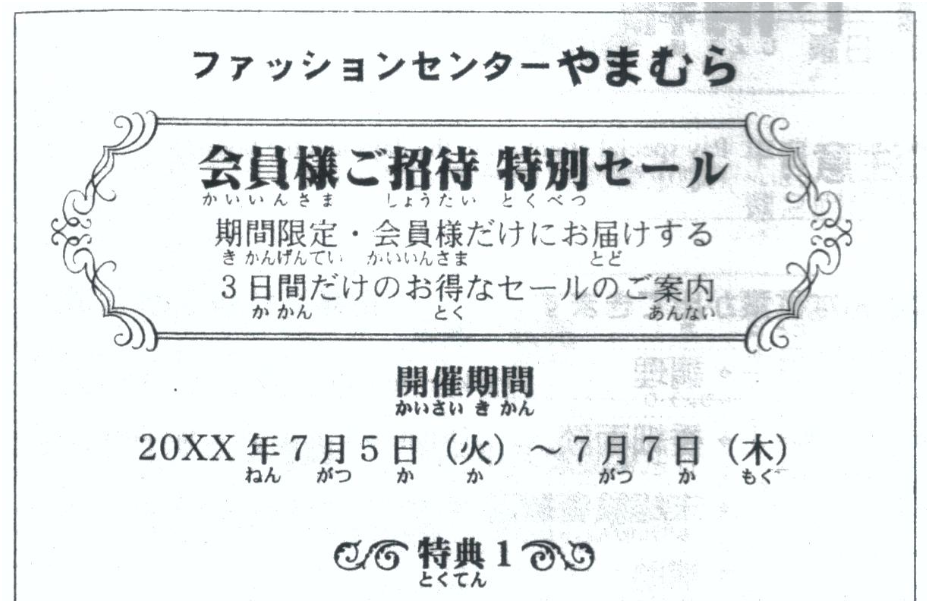 ファッションセンターやまむら
会員様ご招待 特別セール
かいいんさま しょうたい とくべつ
期間限定・会員様だけにお届けする
きかんげんてい かいいんさま とど
3日間だけのお得なセールのご案内
かかん とく あんない
開催期間
かいさいきかん
20XX年7月5日（火）～7月7日（木）
ねん がつ か か がつ か もく
特典1
とくてん